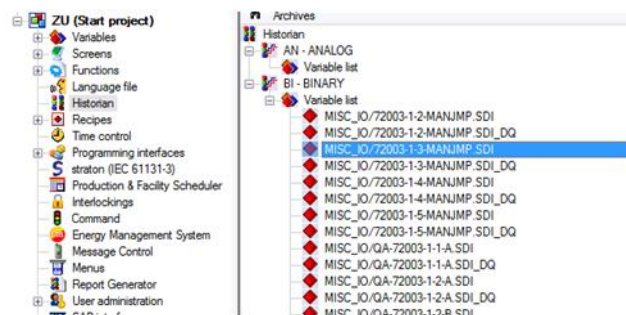 ZU (Start project)
Variables
Screens
Functions
Language file
Historian
Recipes
Time control
Programming interfaces
straton (IEC 61131-3)
Production & Facility Scheduler
Interlockings
Command
Energy Management System
Message Control
Menus
Report Generator
User administration
Archives
Historian
AN - ANALOG
Variable list
BI - BINARY
Variable list
MISC_IO/72003-1-2-MANJMP.SDI
MISC_IO/72003-1-2-MANJMP.SDI_DQ
MISC_IO/72003-1-3-MANJMP.SDI
MISC_IO/72003-1-3-MANJMP.SDI_DQ
MISC_IO/72003-1-4-MANJMP.SDI
MISC_IO/72003-1-4-MANJMP.SDI_DQ
MISC_IO/72003-1-5-MANJMP.SDI
MISC_IO/72003-1-5-MANJMP.SDI_DQ
MISC_IO/QA-72003-1-1-A.SDI
MISC_IO/QA-72003-1-1-A.SDI_DQ
MISC_IO/QA-72003-1-2-A.SDI
MISC_IO/QA-72003-1-2-A.SDI_DQ
MISC_IO/QA-72003-1-2-B.SDI